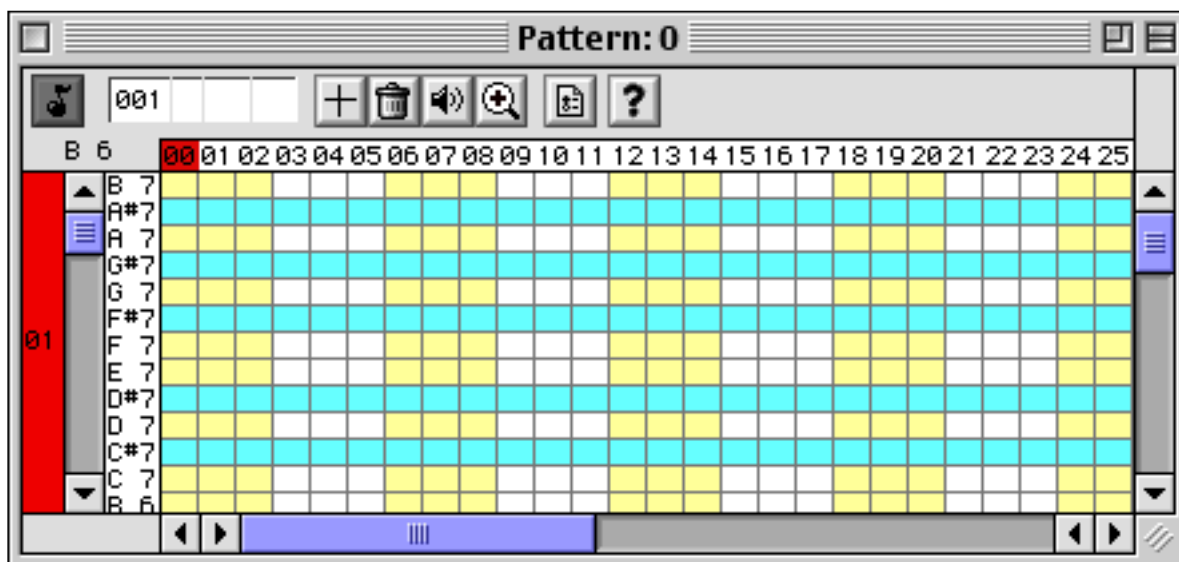 Pattern: 0
001
?
B 6 00 01 02 03 04 05 06 07 08 09 10 11 12 13 14 15 16 17 18 19 20 21 22 23 24 25
B 7
A#7
A 7
G#7
G 7
F#7
01
F 7
E 7
D#7
D 7
C#7
C 7
B 6